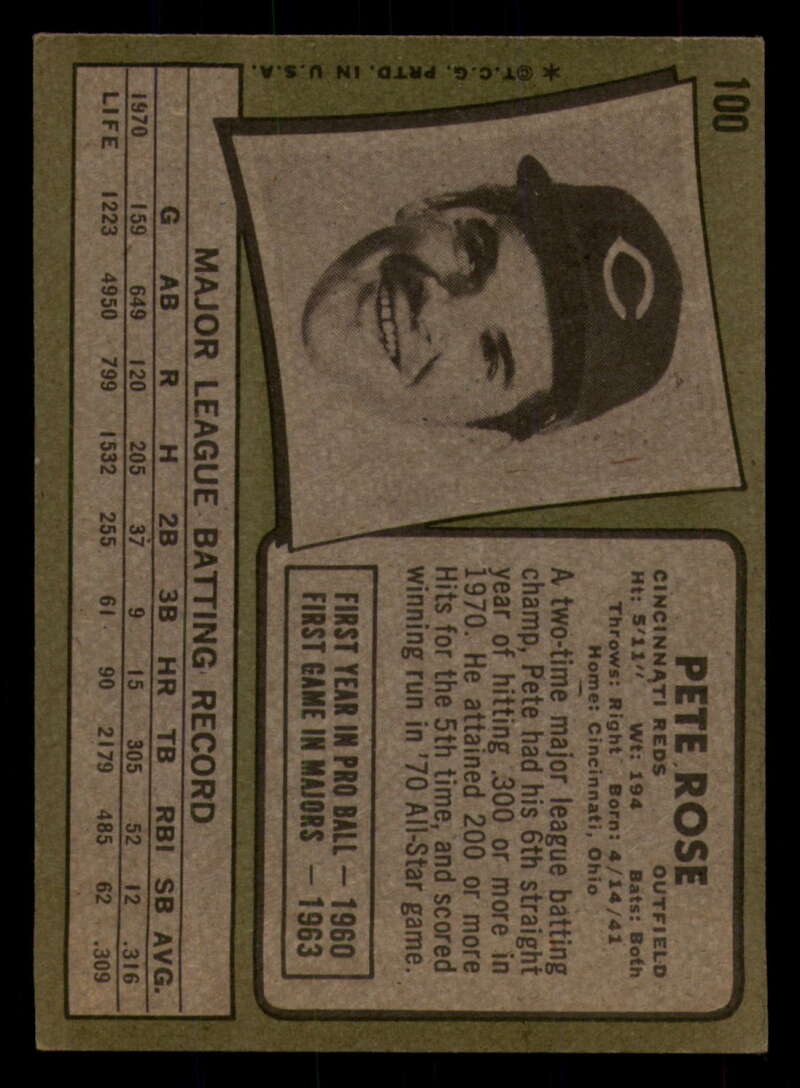 100
*©T.C.G. PRTD. IN U.S.A.
C
PETE ROSE
CINCINNATI REDS OUTFIELD
Ht: 5'11" Wt: 194 Bats: Both
Throws: Right Born: 4/14/41
Home: Cincinnati, Ohio
A two-time major league batting
champ, Pete had his 6th straight
year of hitting .300 or more in
1970. He attained 200 or more
Hits for the 5th time, and scored
winning run in '70 All-Star game.
FIRST YEAR IN PRO BALL — 1960
FIRST GAME IN MAJORS — 1963
MAJOR LEAGUE BATTING RECORD
G AB R H 2B 3B HR TB RBI SB AVG.
1970 159 649 120 205 37 9 15 305 52 12 .316
LIFE 1223 4950 799 1532 255 61 90 2179 485 62 .309